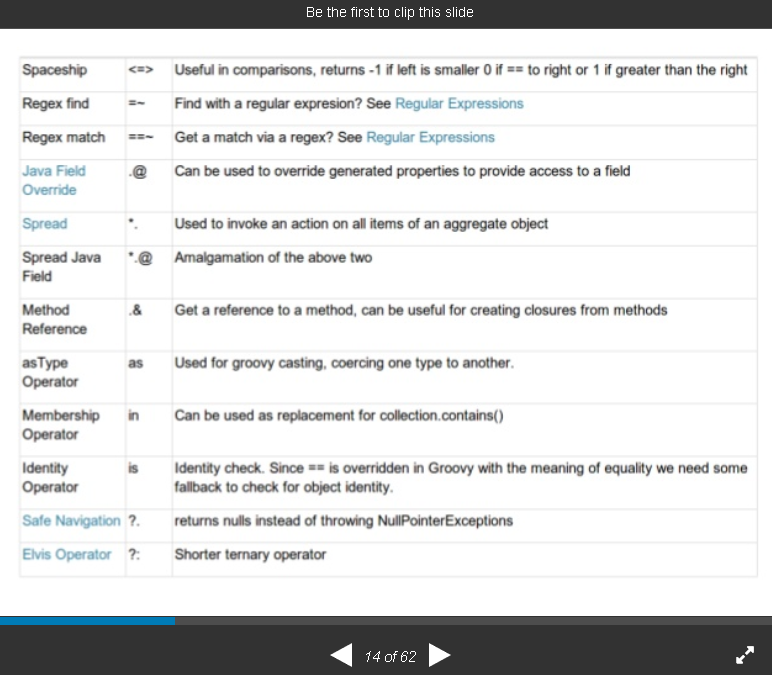 Be the first to clip this slide
Spaceship <=> Useful in comparisons, returns -1 if left is smaller 0 if == to right or 1 if greater than the right
Regex find =~ Find with a regular expresion? See Regular Expressions
Regex match ==~ Get a match via a regex? See Regular Expressions
Java Field .@ Can be used to override generated properties to provide access to a field
Override
Spread *. Used to invoke an action on all items of an aggregate object
Spread Java *.@ Amalgamation of the above two
Field
Method .& Get a reference to a method, can be useful for creating closures from methods
Reference
asType as Used for groovy casting, coercing one type to another.
Operator
Membership in Can be used as replacement for collection.contains()
Operator
Identity is Identity check. Since == is overridden in Groovy with the meaning of equality we need some
Operator fallback to check for object identity.
Safe Navigation ?. returns nulls instead of throwing NullPointerExceptions
Elvis Operator ?: Shorter ternary operator
14 of 62